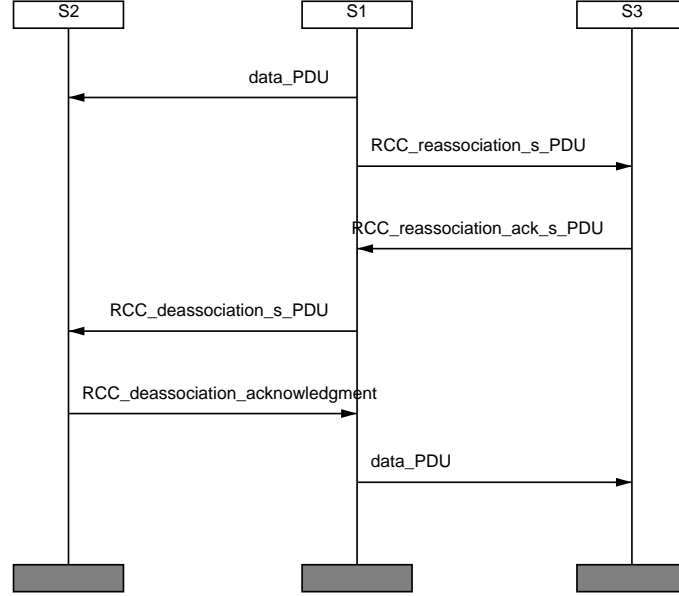 S2
S1
S3
data_PDU
RCC_reassociation_s_PDU
RCC_reassociation_ack_s_PDU
RCC_deassociation_s_PDU
RCC_deassociation_acknowledgment
data_PDU